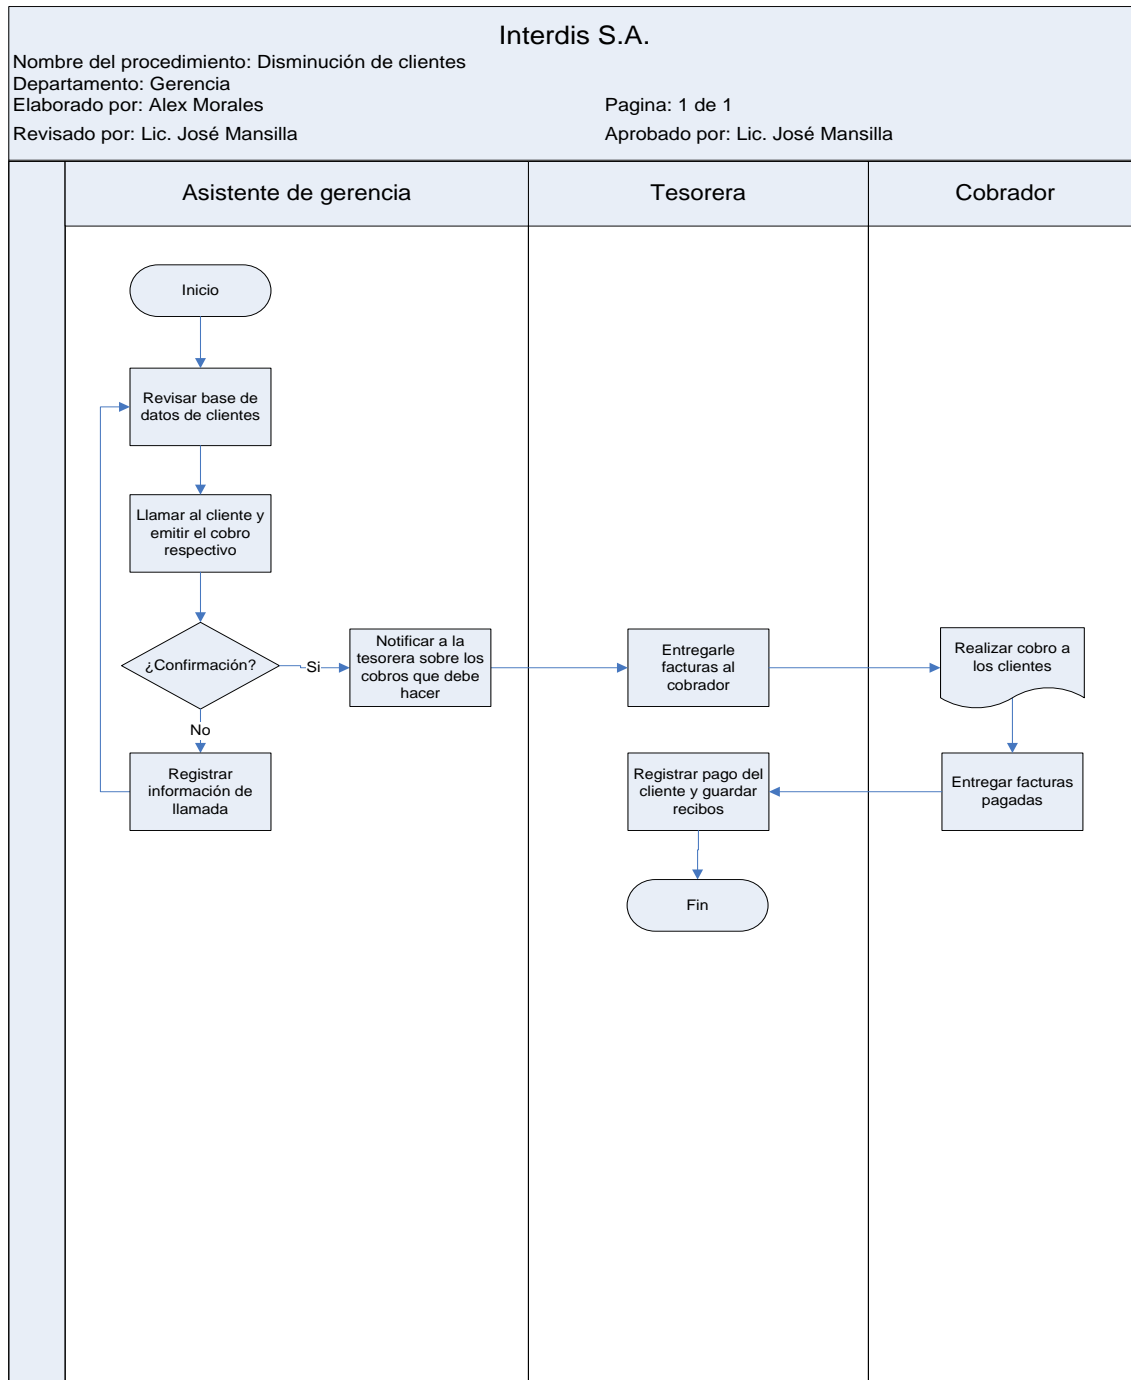 Interdis S.A.
Nombre del procedimiento: Disminución de clientes
Departamento: Gerencia
Elaborado por: Alex Morales
Pagina: 1 de 1
Revisado por: Lic. José Mansilla
Aprobado por: Lic. José Mansilla
Asistente de gerencia
Tesorera
Cobrador
Inicio
Revisar base de
datos de clientes
Llamar al cliente y
emitir el cobro
respectivo
¿Confirmación?
Si
Notificar a la
tesorera sobre los
cobros que debe
hacer
Entregarle
facturas al
cobrador
Realizar cobro a
los clientes
No
Registrar
información de
llamada
Registrar pago del
cliente y guardar
recibos
Entregar facturas
pagadas
Fin